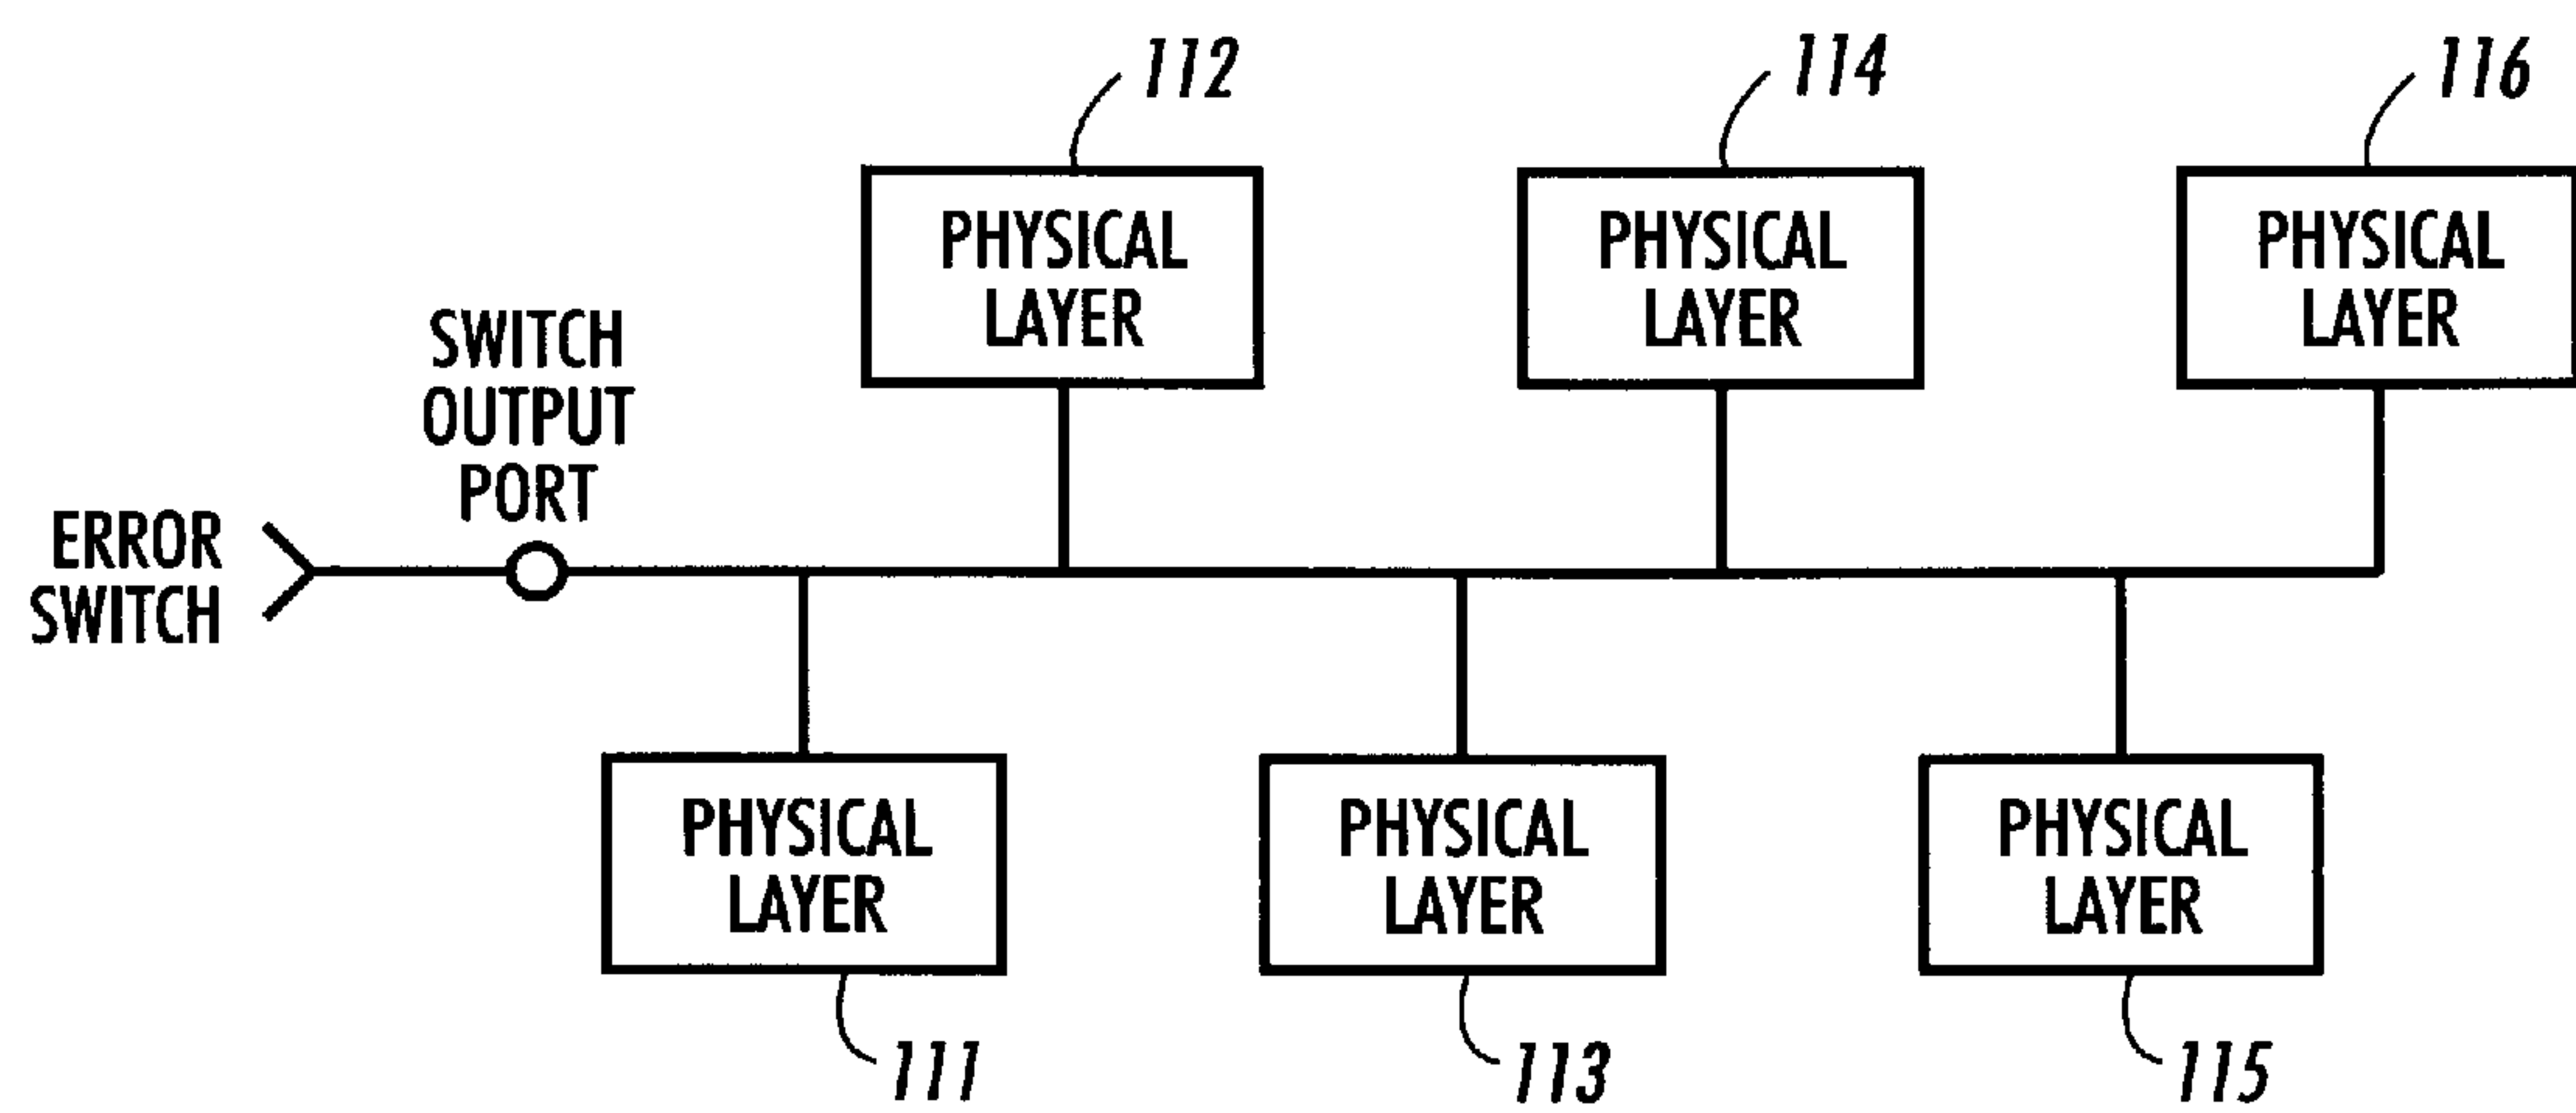 112
114
116
PHYSICAL
LAYER
PHYSICAL
LAYER
PHYSICAL
LAYER
SWITCH
OUTPUT
PORT
ERROR
SWITCH
PHYSICAL
LAYER
PHYSICAL
LAYER
PHYSICAL
LAYER
111
113
115